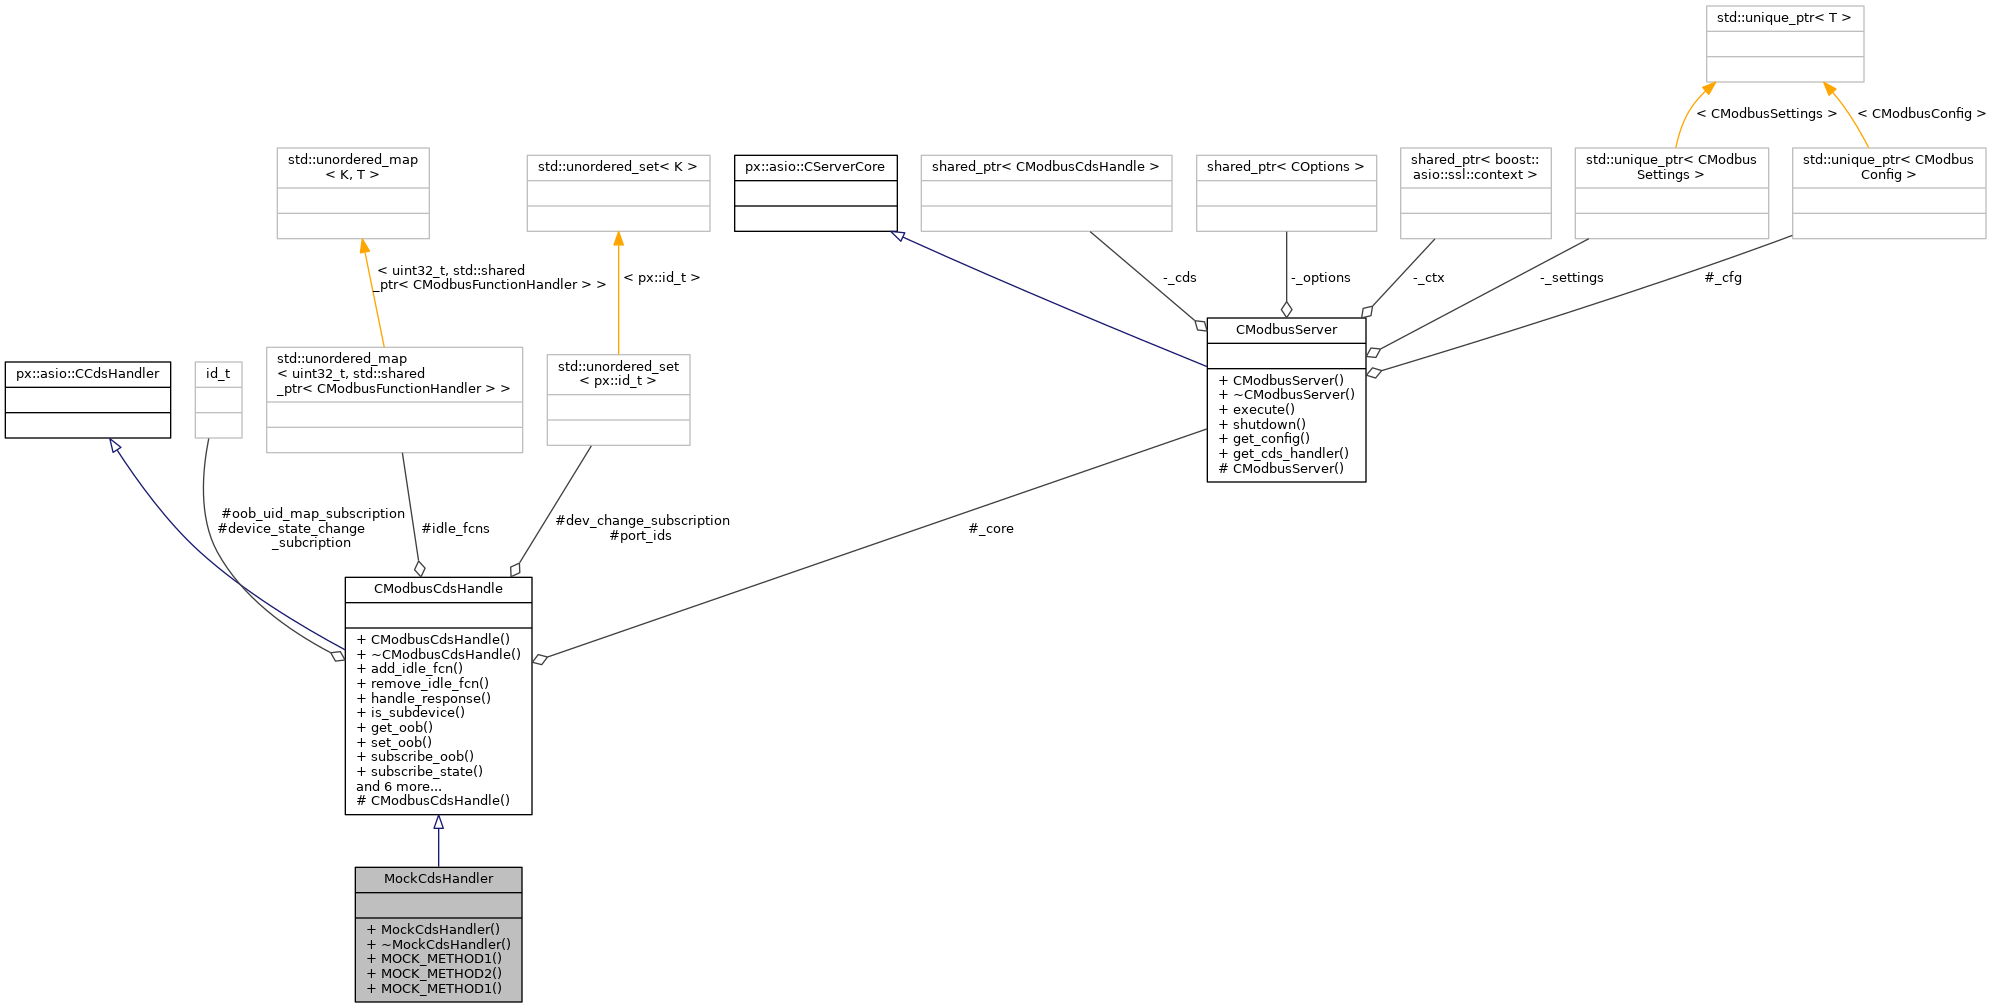 std::unique_ptr< T >
< CModbusSettings >
< CModbusConfig >
std::unordered_map
< K, T >
std::unordered_set< K >
px::asio::CServerCore
shared_ptr< CModbusCdsHandle >
shared_ptr< COptions >
shared_ptr< boost::
asio::ssl::context >
std::unique_ptr< CModbus
Settings >
std::unique_ptr< CModbus
Config >
< uint32_t, std::shared
_ptr< CModbusFunctionHandler > >
< px::id_t >
-_cds
-_options
-_ctx
-_settings
#_cfg
px::asio::CCdsHandler
id_t
std::unordered_map
< uint32_t, std::shared
_ptr< CModbusFunctionHandler > >
std::unordered_set
< px::id_t >
CModbusServer
+ CModbusServer()
+ ~CModbusServer()
+ execute()
+ shutdown()
+ get_config()
+ get_cds_handler()
# CModbusServer()
#oob_uid_map_subscription
#device_state_change
_subcription
#idle_fcns
#dev_change_subscription
#port_ids
#_core
CModbusCdsHandle
+ CModbusCdsHandle()
+ ~CModbusCdsHandle()
+ add_idle_fcn()
+ remove_idle_fcn()
+ handle_response()
+ is_subdevice()
+ get_oob()
+ set_oob()
+ subscribe_oob()
+ subscribe_state()
and 6 more...
# CModbusCdsHandle()
MockCdsHandler
+ MockCdsHandler()
+ ~MockCdsHandler()
+ MOCK_METHOD1()
+ MOCK_METHOD2()
+ MOCK_METHOD1()